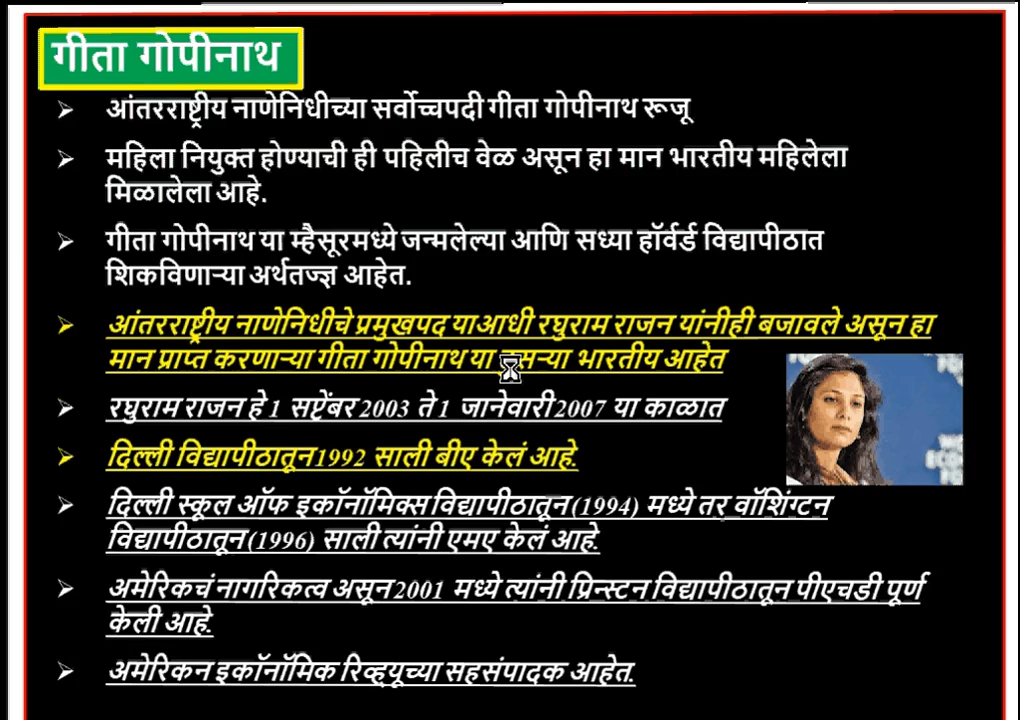 गीता गोपीनाथ
➢ आंतरराष्ट्रीय नाणेनिधीच्या सर्वोच्चपदी गीता गोपीनाथ रूजू
➢ महिला नियुक्त होण्याची ही पहिलीच वेळ असून हा मान भारतीय महिलेला
मिळालेला आहे.
➢ गीता गोपीनाथ या म्हैसूरमध्ये जन्मलेल्या आणि सध्या हॉर्वर्ड विद्यापीठात
शिकविणाऱ्या अर्थतज्ज्ञ आहेत.
➢ आंतरराष्ट्रीय नाणेनिधीचे प्रमुखपद याआधी रघुराम राजन यांनीही बजावले असून हा
मान प्राप्त करणाऱ्या गीता गोपीनाथ या भारतीय आहेत
➢ रघुराम राजन हे 1 सप्टेंबर 2003 ते 1 जानेवारी 2007 या काळात
➢ दिल्ली विद्यापीठातून 1992 साली बीए केलं आहे.
➢ दिल्ली स्कूल ऑफ इकॉनॉमिक्स विद्यापीठातून (1994) मध्ये तर वॉशिंग्टन
विद्यापीठातून (1996) साली त्यांनी एमए केलं आहे.
➢ अमेरिकचं नागरिकत्व असून 2001 मध्ये त्यांनी प्रिन्स्टन विद्यापीठातून पीएचडी पूर्ण
केली आहे.
➢ अमेरिकन इकॉनॉमिक रिव्ह्यूच्या सहसंपादक आहेत.